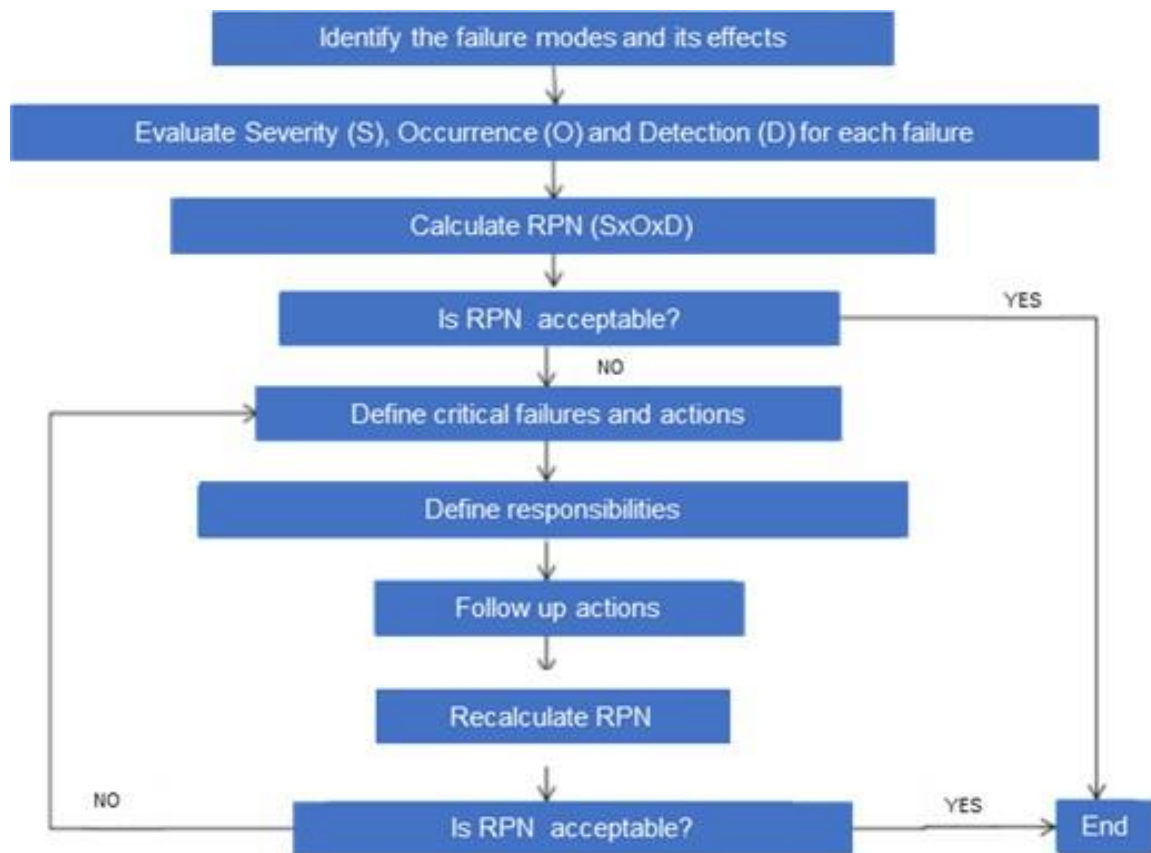 Identify the failure modes and its effects
Evaluate Severity (S), Occurrence (O) and Detection (D) for each failure
Calculate RPN (SxOxD)
Is RPN acceptable?
YES
NO
Define critical failures and actions
Define responsibilities
Follow up actions
Recalculate RPN
NO
Is RPN acceptable?
YES
End